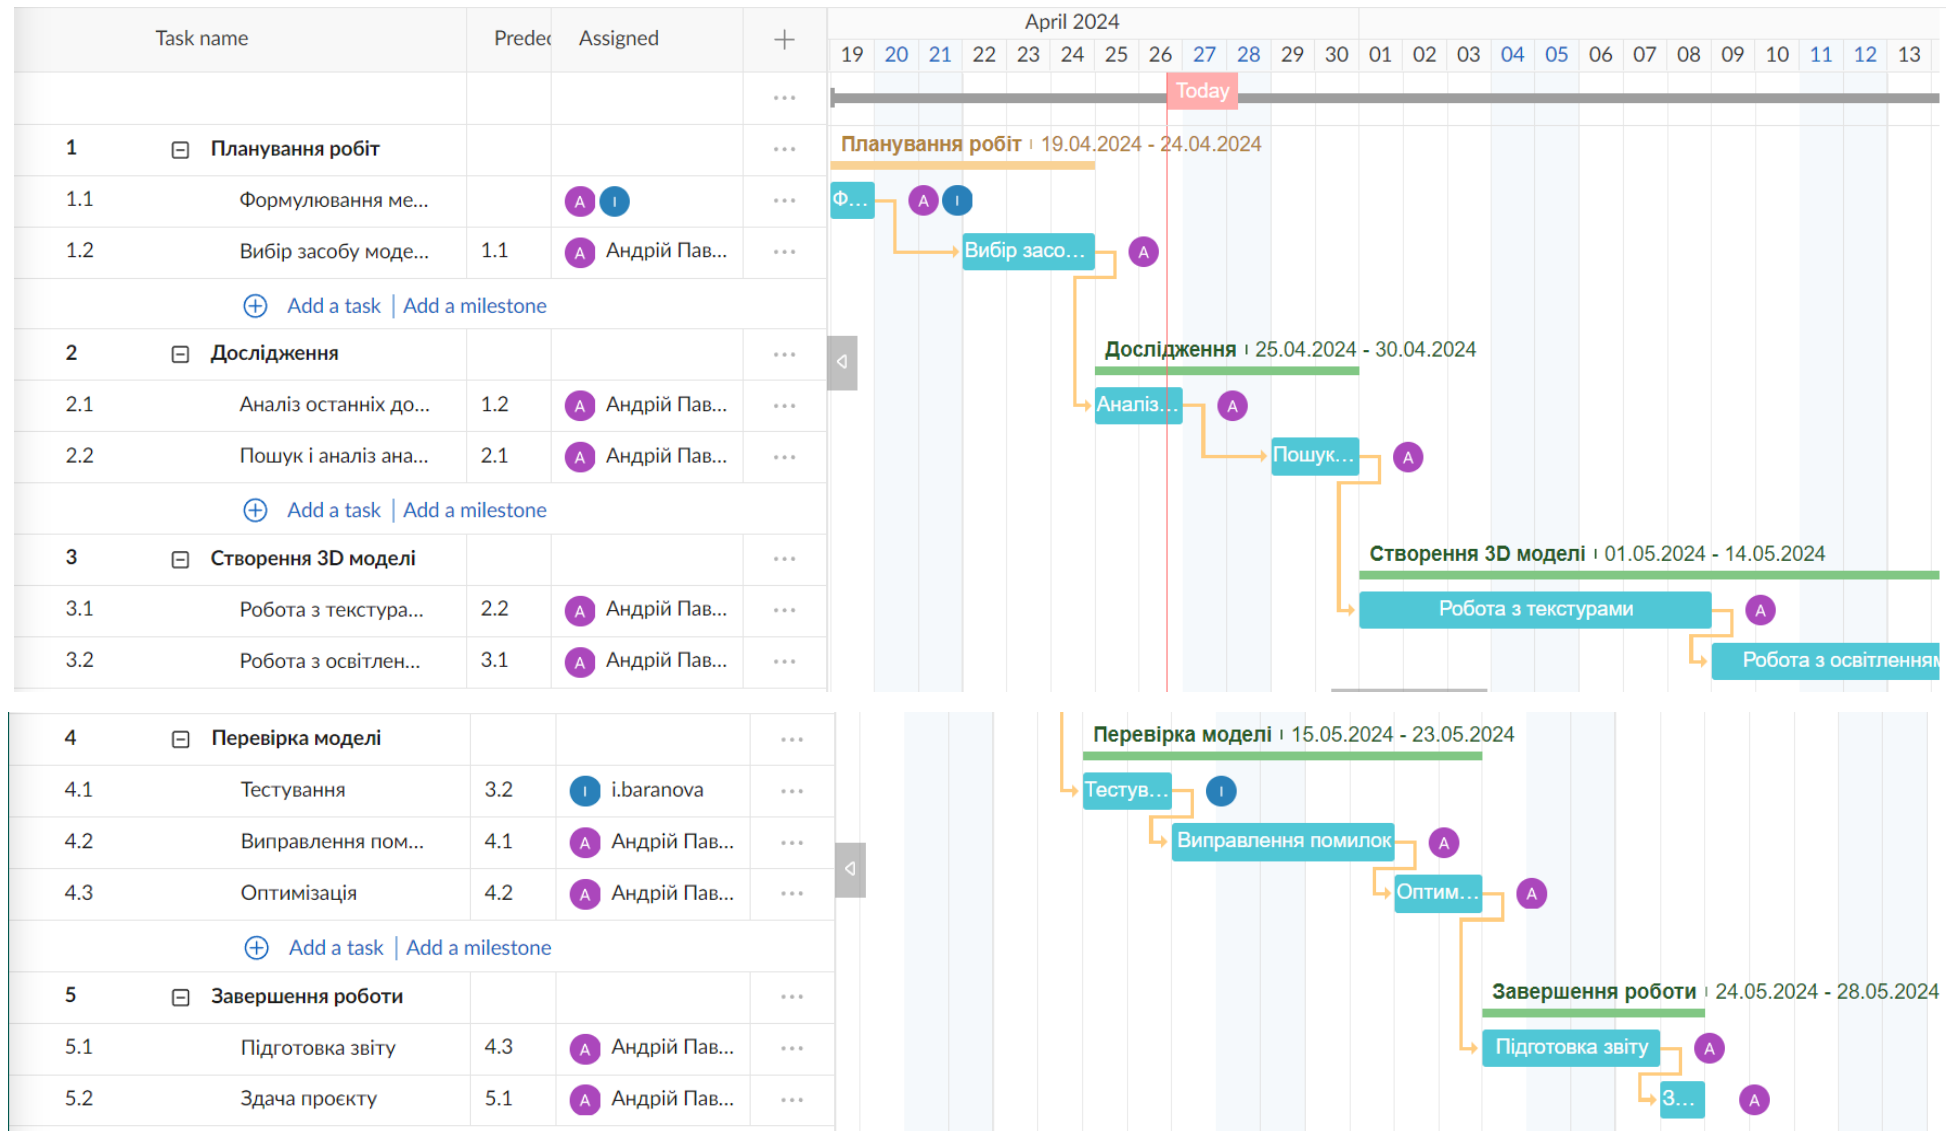 Task name Predec Assigned
April 2024
19 20 21 22 23 24 25 26 27 28 29 30 01 02 03 04 05 06 07 08 09 10 11 12 13
Today
1 Планування робіт Планування робіт 19.04.2024 - 24.04.2024
1.1 Формулювання ме... A I Ф... A I
1.2 Вибір засобу моде... 1.1 A Андрій Пав... Вибір засо... A
Add a task | Add a milestone
2 Дослідження Дослідження 25.04.2024 - 30.04.2024
2.1 Аналіз останніх до... 1.2 A Андрій Пав... Аналіз... A
2.2 Пошук і аналіз ана... 2.1 A Андрій Пав... Пошук... A
Add a task | Add a milestone
3 Створення 3D моделі Створення 3D моделі 01.05.2024 - 14.05.2024
3.1 Робота з текстура... 2.2 A Андрій Пав... Робота з текстурами A
3.2 Робота з освітлен... 3.1 A Андрій Пав... Робота з освітленням
4 Перевірка моделі Перевірка моделі 15.05.2024 - 23.05.2024
4.1 Тестування 3.2 I i.baranova Тестув... I
4.2 Виправлення пом... 4.1 A Андрій Пав... Виправлення помилок A
4.3 Оптимізація 4.2 A Андрій Пав... Оптим... A
Add a task | Add a milestone
5 Завершення роботи Завершення роботи 24.05.2024 - 28.05.2024
5.1 Підготовка звіту 4.3 A Андрій Пав... Підготовка звіту A
5.2 Здача проєкту 5.1 A Андрій Пав... З... A